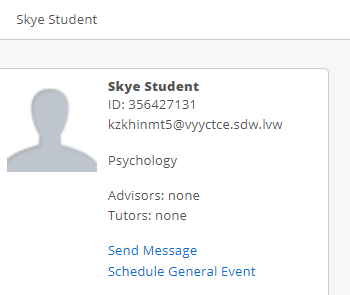 Skye Student
Skye Student
ID: 356427131
kzkhinmt5@vyyctce.sdw.lvw
Psychology
Advisors: none
Tutors: none
Send Message
Schedule General Event